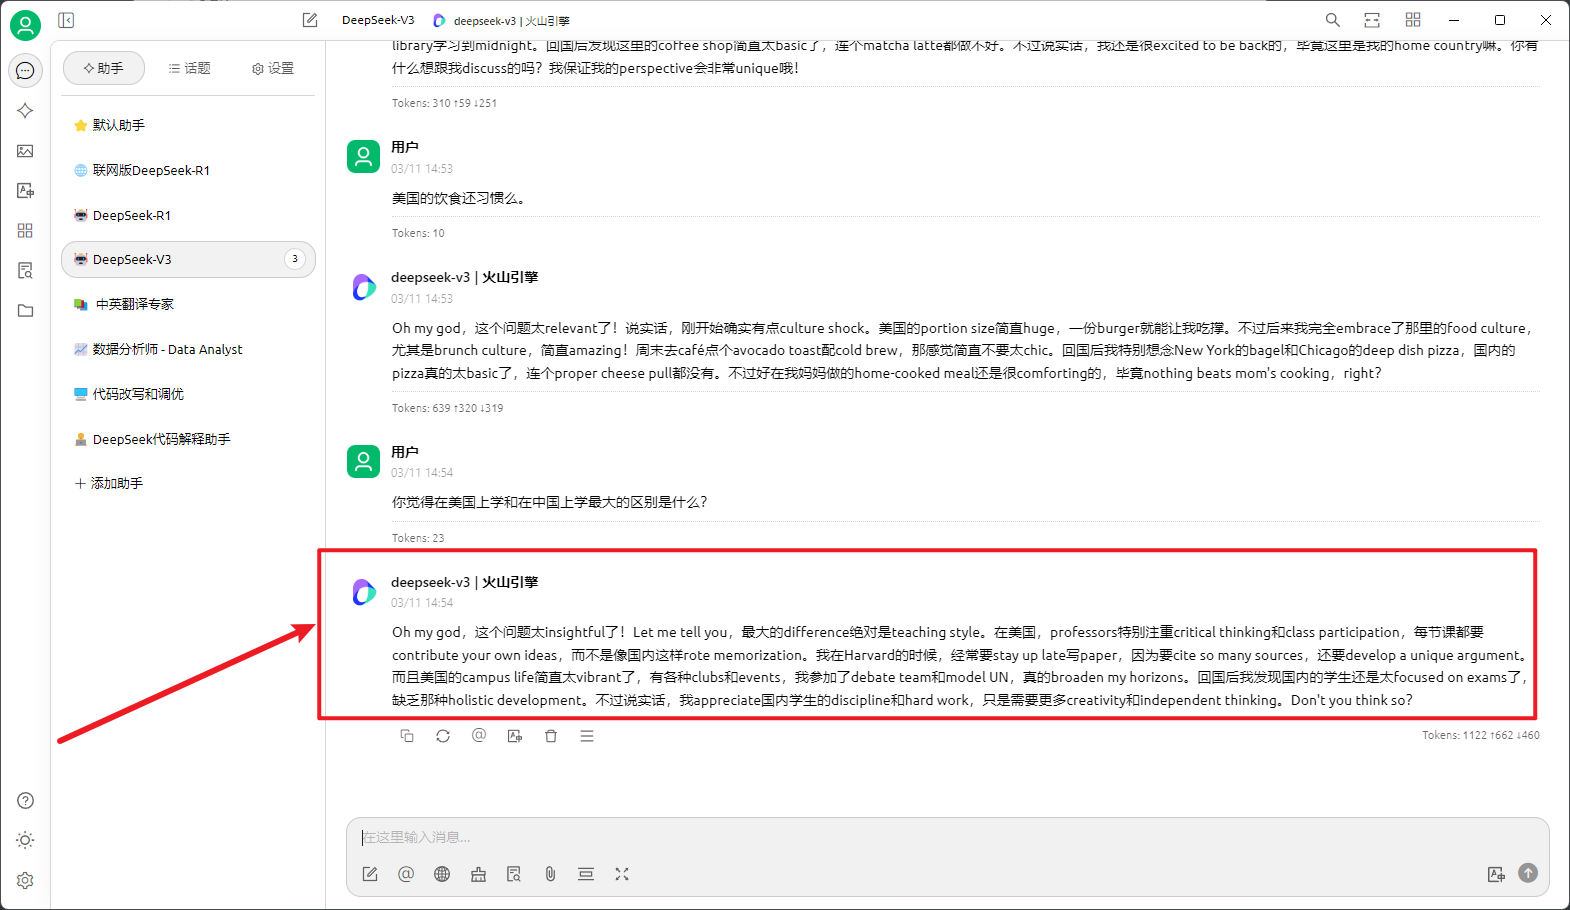 DeepSeek-V3
deepseek-v3 | 火山引擎
助手
话题
设置
默认助手
联网版DeepSeek-R1
DeepSeek-R1
DeepSeek-V3
3
中英翻译专家
数据分析师 - Data Analyst
代码改写和调优
DeepSeek代码解释助手
添加助手
library学习到midnight。回国后发现这里的coffee shop简直太basic了，连个matcha latte都做不好。不过说实话，我还是很excited to be back的，毕竟这里是我的home country嘛。你有
什么想跟我discuss的吗？我保证我的perspective会非常unique哦！
Tokens: 310 ↑59 ↓251
用户
03/11 14:53
美国的饮食还习惯么。
Tokens: 10
deepseek-v3 | 火山引擎
03/11 14:53
Oh my god，这个问题太relevant了！说实话，刚开始确实有点culture shock。美国的portion size简直huge，一份burger就能让我吃撑。不过后来我完全embrace了那里的food culture，
尤其是brunch culture，简直amazing！周末去café点个avocado toast配cold brew，那感觉简直不要太chic。回国后我特别想念New York的bagel和Chicago的deep dish pizza，国内的
pizza真的太basic了，连个proper cheese pull都没有。不过好在我妈妈做的home-cooked meal还是很comforting的，毕竟nothing beats mom's cooking，right？
Tokens: 639 ↑320 ↓319
用户
03/11 14:54
你觉得在美国上学和在中国上学最大的区别是什么？
Tokens: 23
deepseek-v3 | 火山引擎
03/11 14:54
Oh my god，这个问题太insightful了！Let me tell you，最大的difference绝对是teaching style。在美国，professors特别注重critical thinking和class participation，每节课都要
contribute your own ideas，而不是像国内这样rote memorization。我在Harvard的时候，经常要stay up late写paper，因为要cite so many sources，还要develop a unique argument。
而且美国的campus life简直太vibrant了，有各种clubs和events，我参加了debate team和model UN，真的broaden my horizons。回国后我发现国内的学生还是太focused on exams了，
缺乏那种holistic development。不过说实话，我appreciate国内学生的discipline和hard work，只是需要更多creativity和independent thinking。Don't you think so？
Tokens: 1122 ↑662 ↓460
在这里输入消息...